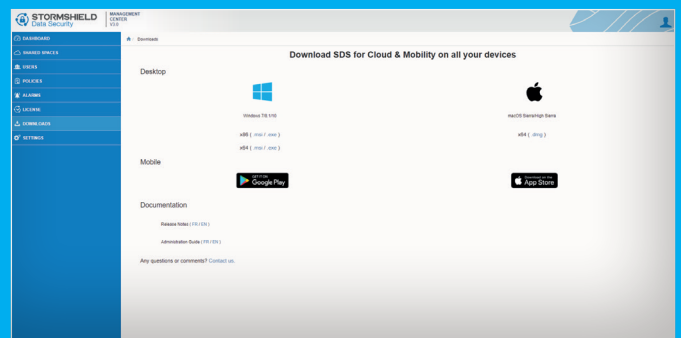 STORMSHIELD
Data Security
MANAGEMENT
CENTER
V3.0
DASHBOARD
SHARED SPACES
USERS
POLICIES
ALARMS
LICENSE
DOWNLOADS
SETTINGS
Downloads
Download SDS for Cloud & Mobility on all your devices
Desktop
Windows 7/8.1/10
macOS Sierra/High Sierra
x86 ( .msi / .exe )
x64 ( .dmg )
x64 ( .msi / .exe )
Mobile
GET IT ON
Google Play
Download on the
App Store
Documentation
Release Notes ( FR / EN )
Administration Guide ( FR / EN )
Any questions or comments? Contact us.